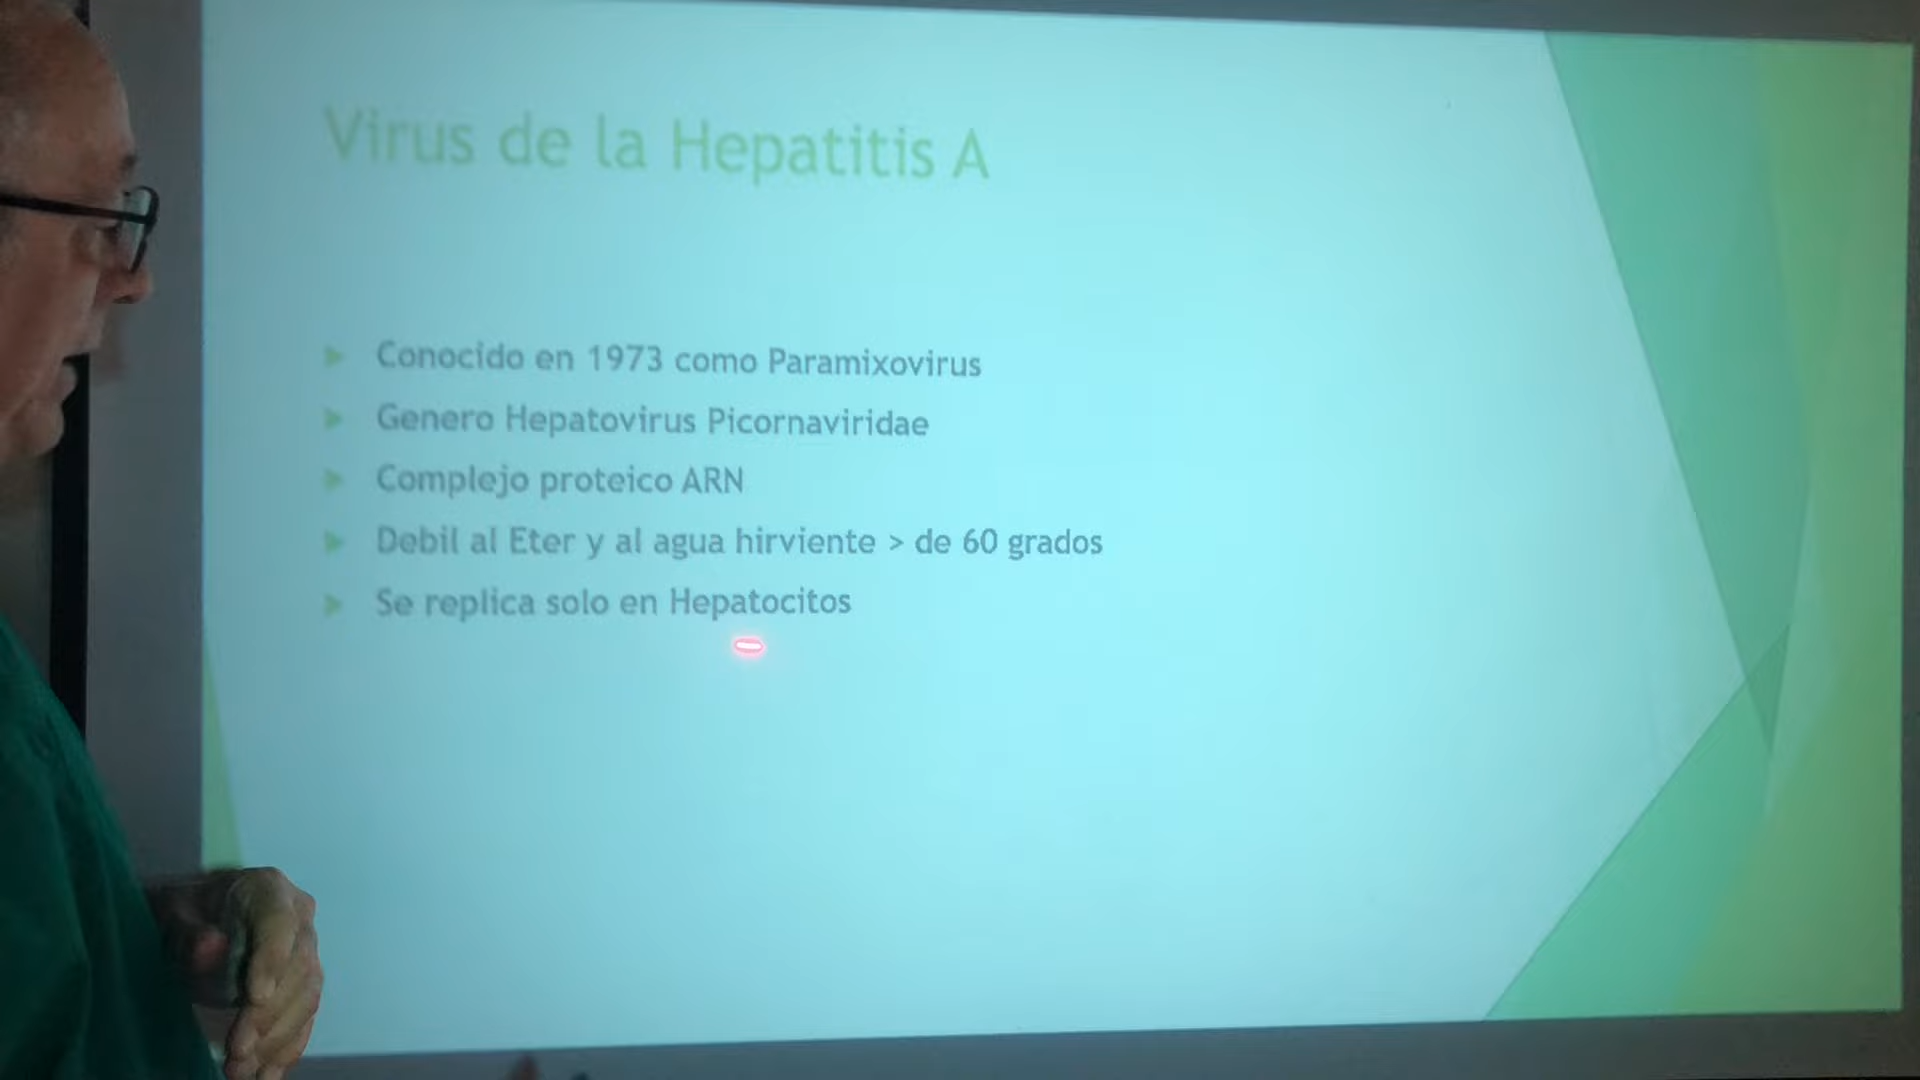 Virus de la Hepatitis A
Conocido en 1973 como Paramixovirus
Genero Hepatovirus Picornaviridae
Complejo proteico ARN
Debil al Eter y al agua hirviente > de 60 grados
Se replica solo en Hepatocitos